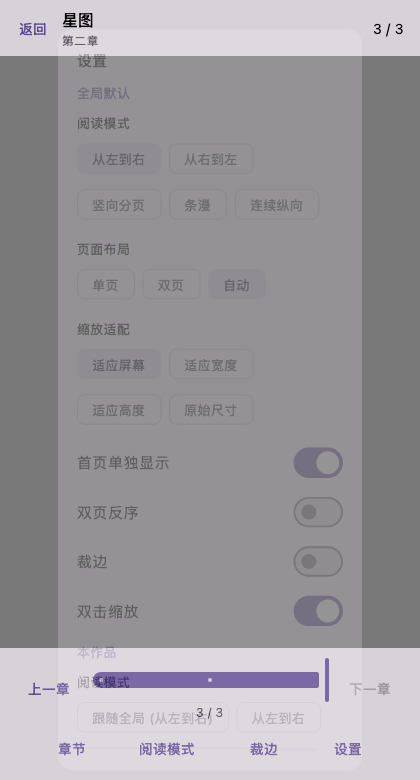 返回
星图
第二章
3 / 3
设置
全局默认
阅读模式
从左到右 从右到左
竖向分页 条漫 连续纵向
页面布局
单页 双页 自动
缩放适配
适应屏幕 适应宽度
适应高度 原始尺寸
首页单独显示
双页反序
裁边
双击缩放
本作品
阅读模式
上一章
下一章
3 / 3
跟随全局 (从左到右) 从左到右
章节 阅读模式 裁边 设置